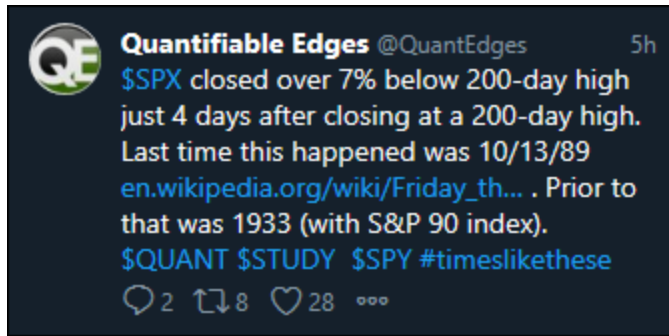 QE
Quantifiable Edges @QuantEdges 5h
$SPX closed over 7% below 200-day high
just 4 days after closing at a 200-day high.
Last time this happened was 10/13/89
en.wikipedia.org/wiki/Friday_th... . Prior to
that was 1933 (with S&P 90 index).
$QUANT $STUDY $SPY #timeslikethese
2 8 28